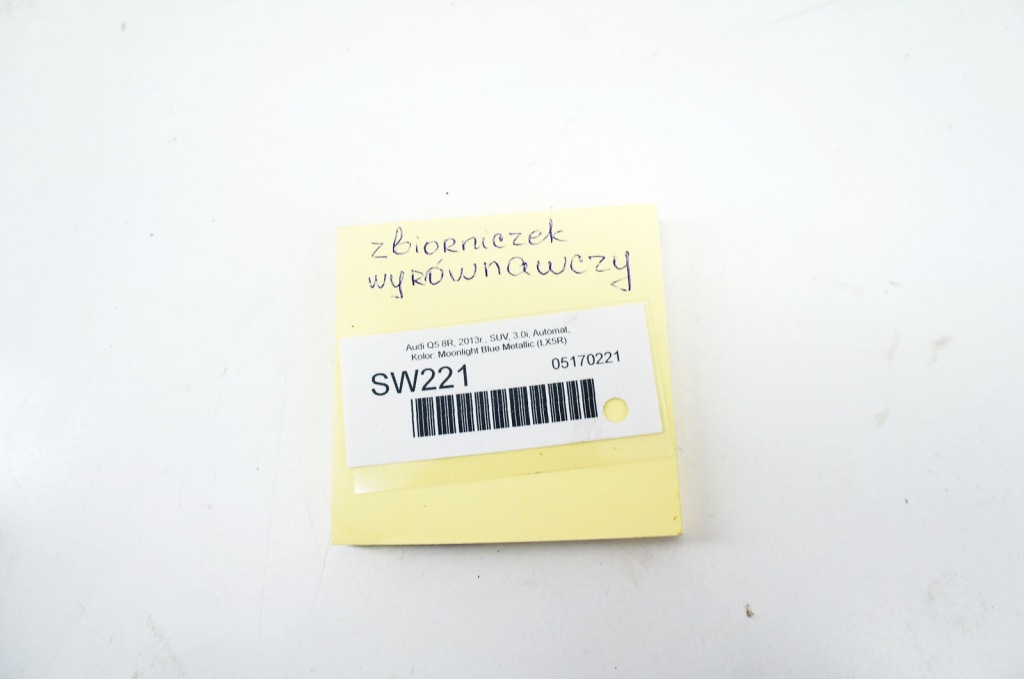 zbiorniczek
wyrównawczy
Audi Q5 8R, 2013r., SUV, 3.0i, Automat,
Kolor: Moonlight Blue Metallic (LX5R)
SW221
05170221